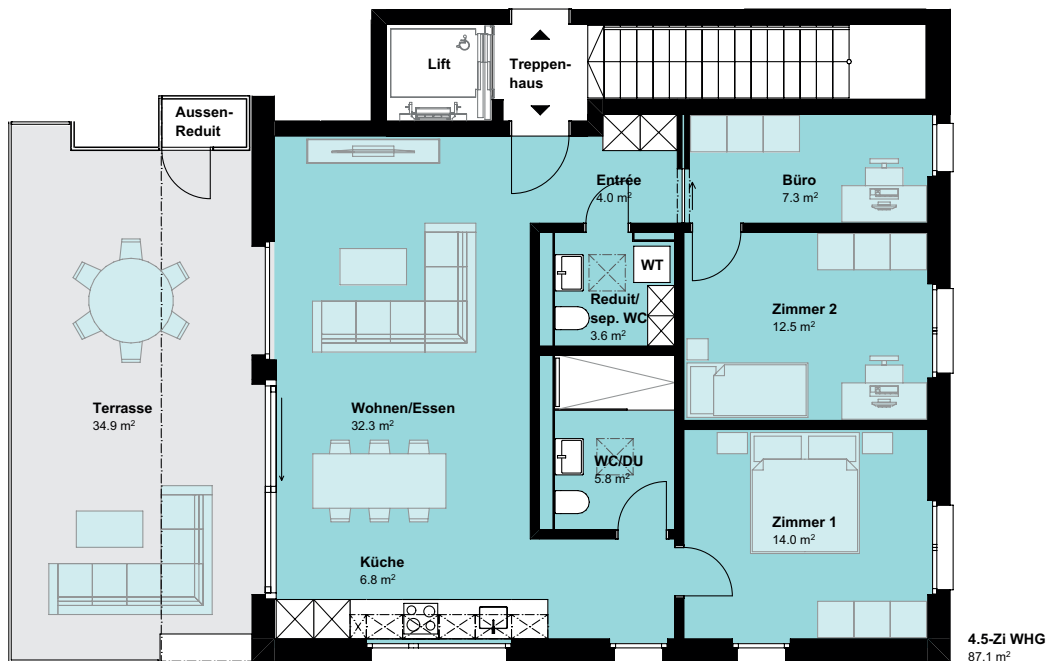 Lift
Treppen-
haus
Aussen-
Reduit
Entrée
4.0 m²
Büro
7.3 m²
WT
Reduit/
sep. WC
3.6 m²
Zimmer 2
12.5 m²
Terrasse
34.9 m²
Wohnen/Essen
32.3 m²
WC/DU
5.8 m²
Zimmer 1
14.0 m²
Küche
6.8 m²
4.5-Zi WHG
87.1 m²